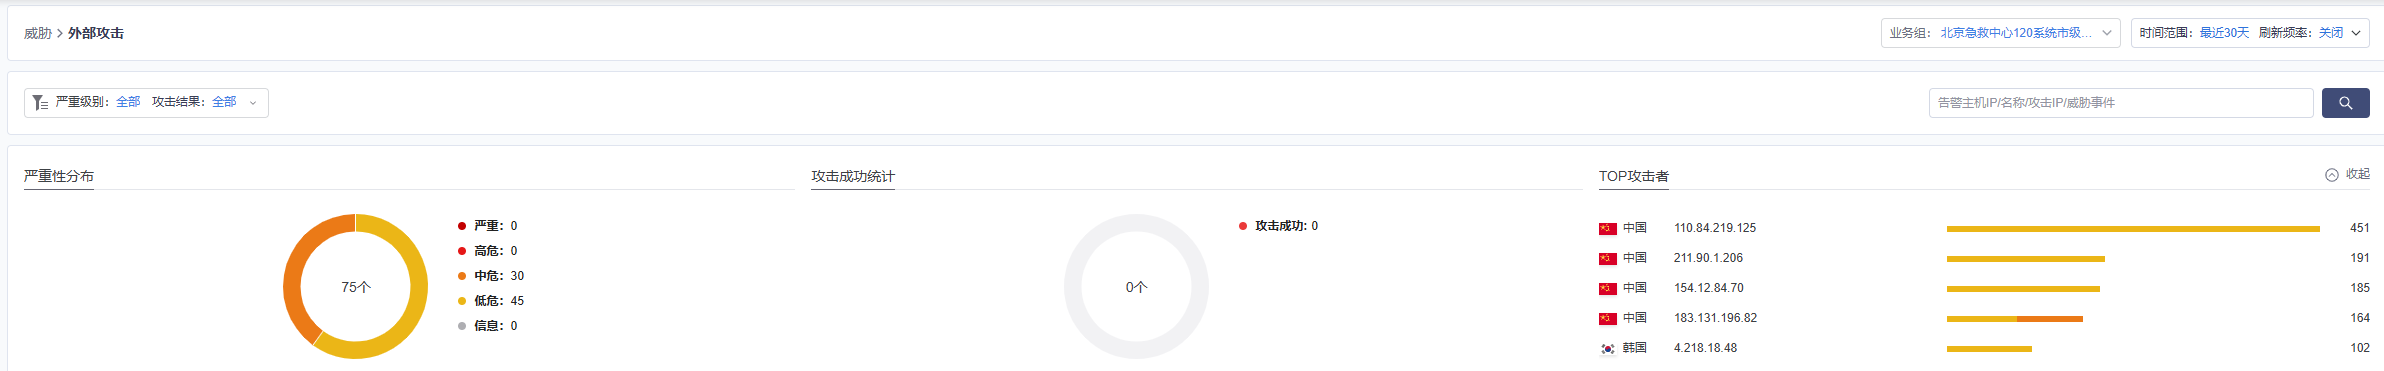 威胁 > 外部攻击
业务组： 北京急救中心120系统市级...
时间范围： 最近30天 刷新频率： 关闭
严重级别： 全部 攻击结果： 全部
告警主机IP/名称/攻击IP/威胁事件
严重性分布
75个
严重： 0
高危： 0
中危： 30
低危： 45
信息： 0
攻击成功统计
0个
攻击成功: 0
TOP攻击者
收起
中国 110.84.219.125 451
中国 211.90.1.206 191
中国 154.12.84.70 185
中国 183.131.196.82 164
韩国 4.218.18.48 102